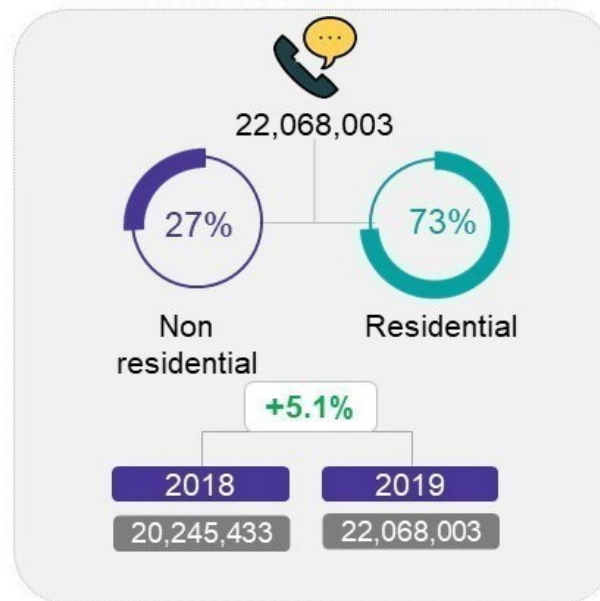 22,068,003
27%
73%
Non
residential
Residential
+5.1%
2018
2019
20,245,433
22,068,003